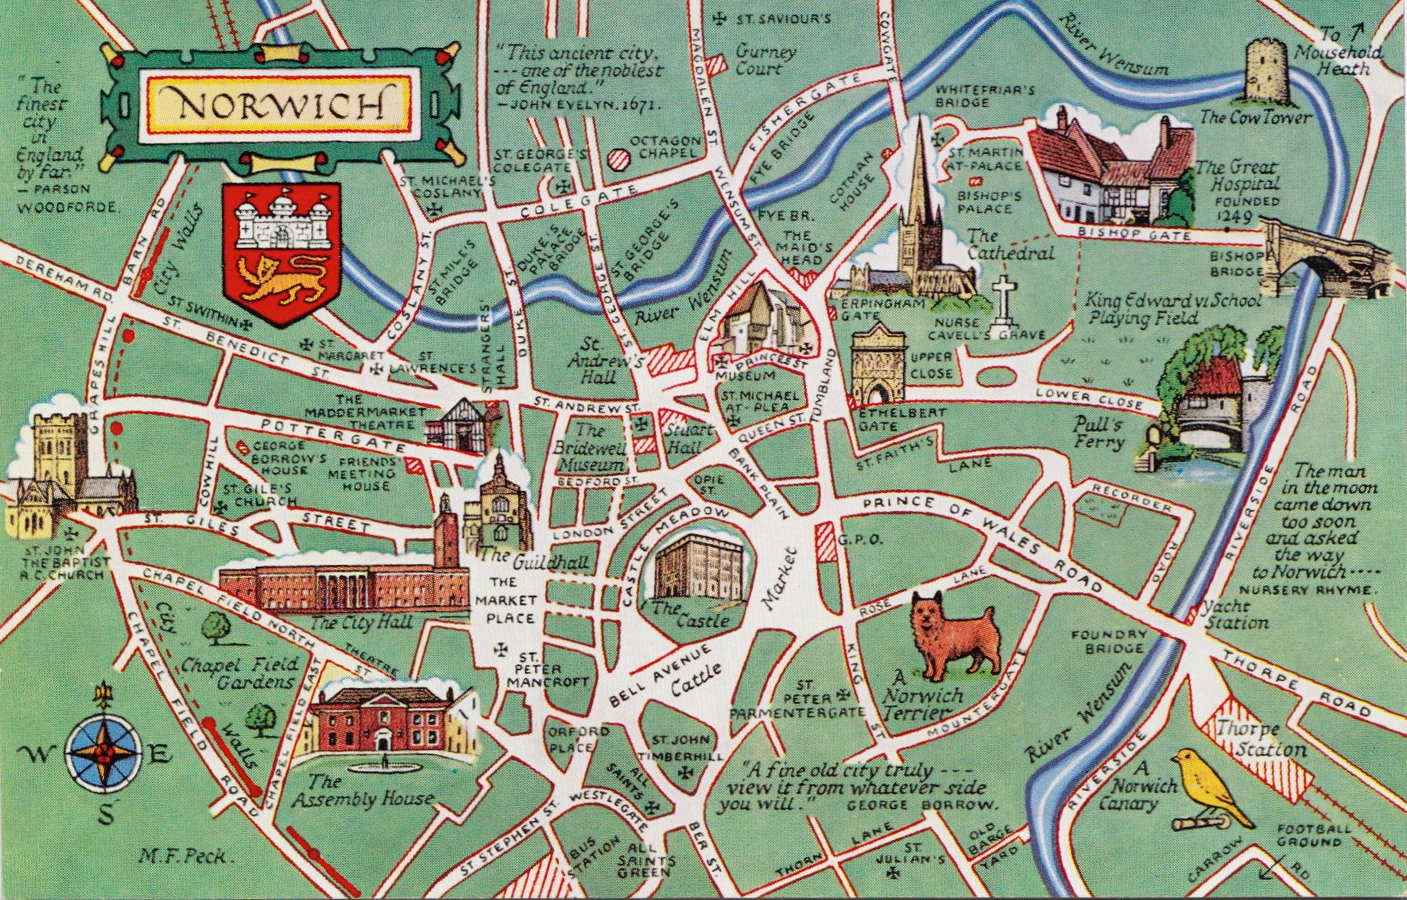 NORWICH
"The
finest
city
in
England
by far."
– PARSON
WOODFORDE.
"This ancient city,
--- one of the noblest
of England."
– JOHN EVELYN. 1671.
ST. SAVIOUR'S
Gurney
Court
MAGDALEN ST.
COWGATE
FISHERGATE
FYE BRIDGE
River Wensum
To
Mousehold
Heath
The Cow Tower
WHITEFRIAR'S
BRIDGE
OCTAGON
CHAPEL
ST. GEORGE'S
COLEGATE
ST. MICHAEL'S
COSLANY
COLEGATE
WENSUM ST.
COTMAN
HOUSE
ST. MARTIN
AT-PALACE
BISHOP'S
PALACE
The Great
Hospital
FOUNDED
1249
BISHOP GATE
BISHOP
BRIDGE
FYE BR.
THE
MAID'S
HEAD
The
Cathedral
BARN RD
City Walls
DEREHAM RD.
ST. SWITHIN
COSLANY ST.
ST. MILES'S
BRIDGE
DUKE'S
PALACE
BRIDGE
ST. GEORGE'S
BRIDGE
ST. GEORGE ST.
DUKE ST
River Wensum
ELM HILL
ERPINGHAM
GATE
NURSE
CAVELL'S GRAVE
King Edward VI School
Playing Field
GRAPES HILL
ST. BENEDICT ST
ST.
MARGARET
ST
LAWRENCE'S
STRANGERS'
HALL
St.
Andrew's
Hall
PRINCES ST
MUSEUM
TOMBLAND
UPPER
CLOSE
LOWER CLOSE
THE
MADDERMARKET
THEATRE
ST. ANDREW ST.
ST. MICHAEL
AT-PLEA
QUEEN ST.
ETHELBERT
GATE
Pull's
Ferry
POTTERGATE
GEORGE
BORROW'S
HOUSE
FRIENDS'
MEETING
HOUSE
The
Bridewell
Museum
Stuart
Hall
BEDFORD ST.
BANK PLAIN
ST. FAITH'S
LANE
COWHILL
ST. GILE'S
CHURCH
OPIE
ST.
RECORDER
ROAD
RIVERSIDE ROAD
The man
in the moon
came down
too soon
and asked
the way
to Norwich ----
NURSERY RHYME.
ST. GILES STREET
LONDON STREET
CASTLE MEADOW
PRINCE OF WALES ROAD
G.P.O.
ST. JOHN
THE BAPTIST
R.C. CHURCH
The Guildhall
CHAPEL FIELD NORTH
The City Hall
THE
MARKET
PLACE
The
Castle
Market
ROSE LANE
Yacht
Station
FOUNDRY
BRIDGE
City
Chapel Field
Gardens
THEATRE
ST
ST.
PETER
MANCROFT
BELL AVENUE
Cattle
KING ST
ST
PETER
PARMENTERGATE
A
Norwich
Terrier
MOUNTERGATE
THORPE ROAD
River Wensum
CHAPEL FIELD ROAD
Walls
CHAPEL FIELD EAST
ORFORD
PLACE
ST. JOHN
TIMBERHILL
Thorpe
Station
W E
S
The
Assembly House
ALL
SAINTS
"A fine old city truly ---
view it from whatever side
you will." GEORGE BORROW.
RIVERSIDE
A
Norwich
Canary
M.F. Peck.
ST STEPHEN ST.
WESTLEGATE
BUS
STATION
ALL
SAINTS
GREEN
BER ST.
THORN LANE
ST.
JULIAN'S
OLD
BARGE
YARD
CARROW RD
FOOTBALL
GROUND